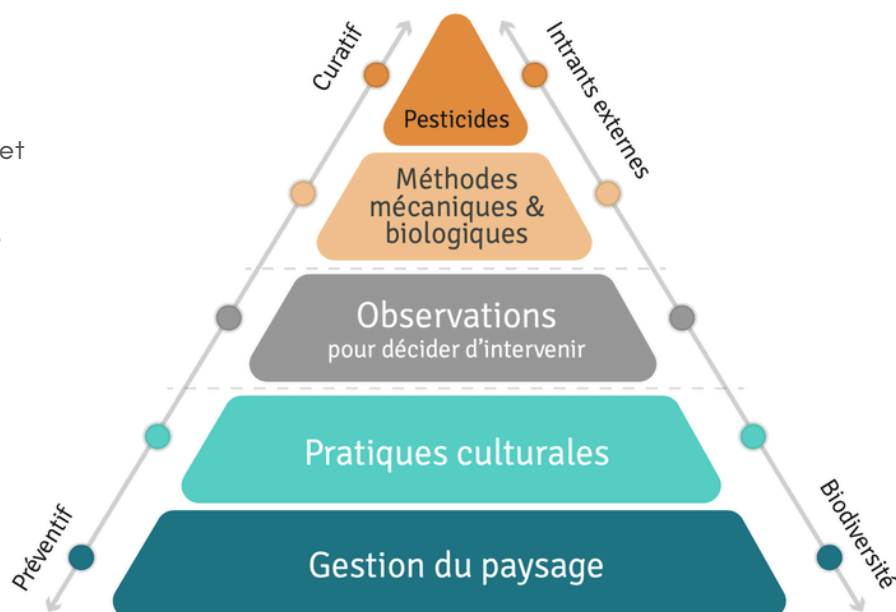 Curatif
Intrants externes
Pesticides
et
Méthodes
mécaniques &
biologiques
Observations
pour décider d'intervenir
Pratiques culturales
Préventif
Biodiversité
Gestion du paysage